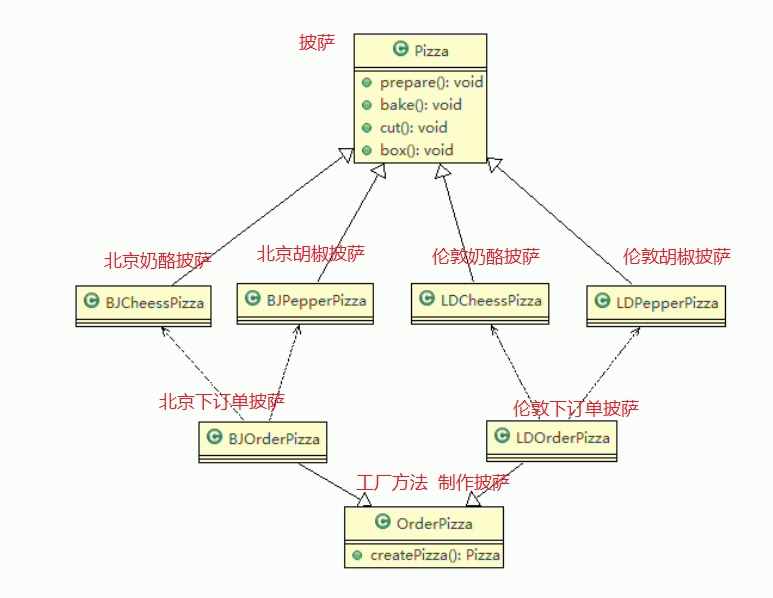 披萨
C Pizza
prepare(): void
bake(): void
cut(): void
box(): void
北京奶酪披萨
北京胡椒披萨
伦敦奶酪披萨
伦敦胡椒披萨
C BJCheessPizza
C BJPepperPizza
C LDCheessPizza
C LDPepperPizza
北京下订单披萨
伦敦下订单披萨
C BJOrderPizza
C LDOrderPizza
工厂方法 制作披萨
C OrderPizza
createPizza(): Pizza